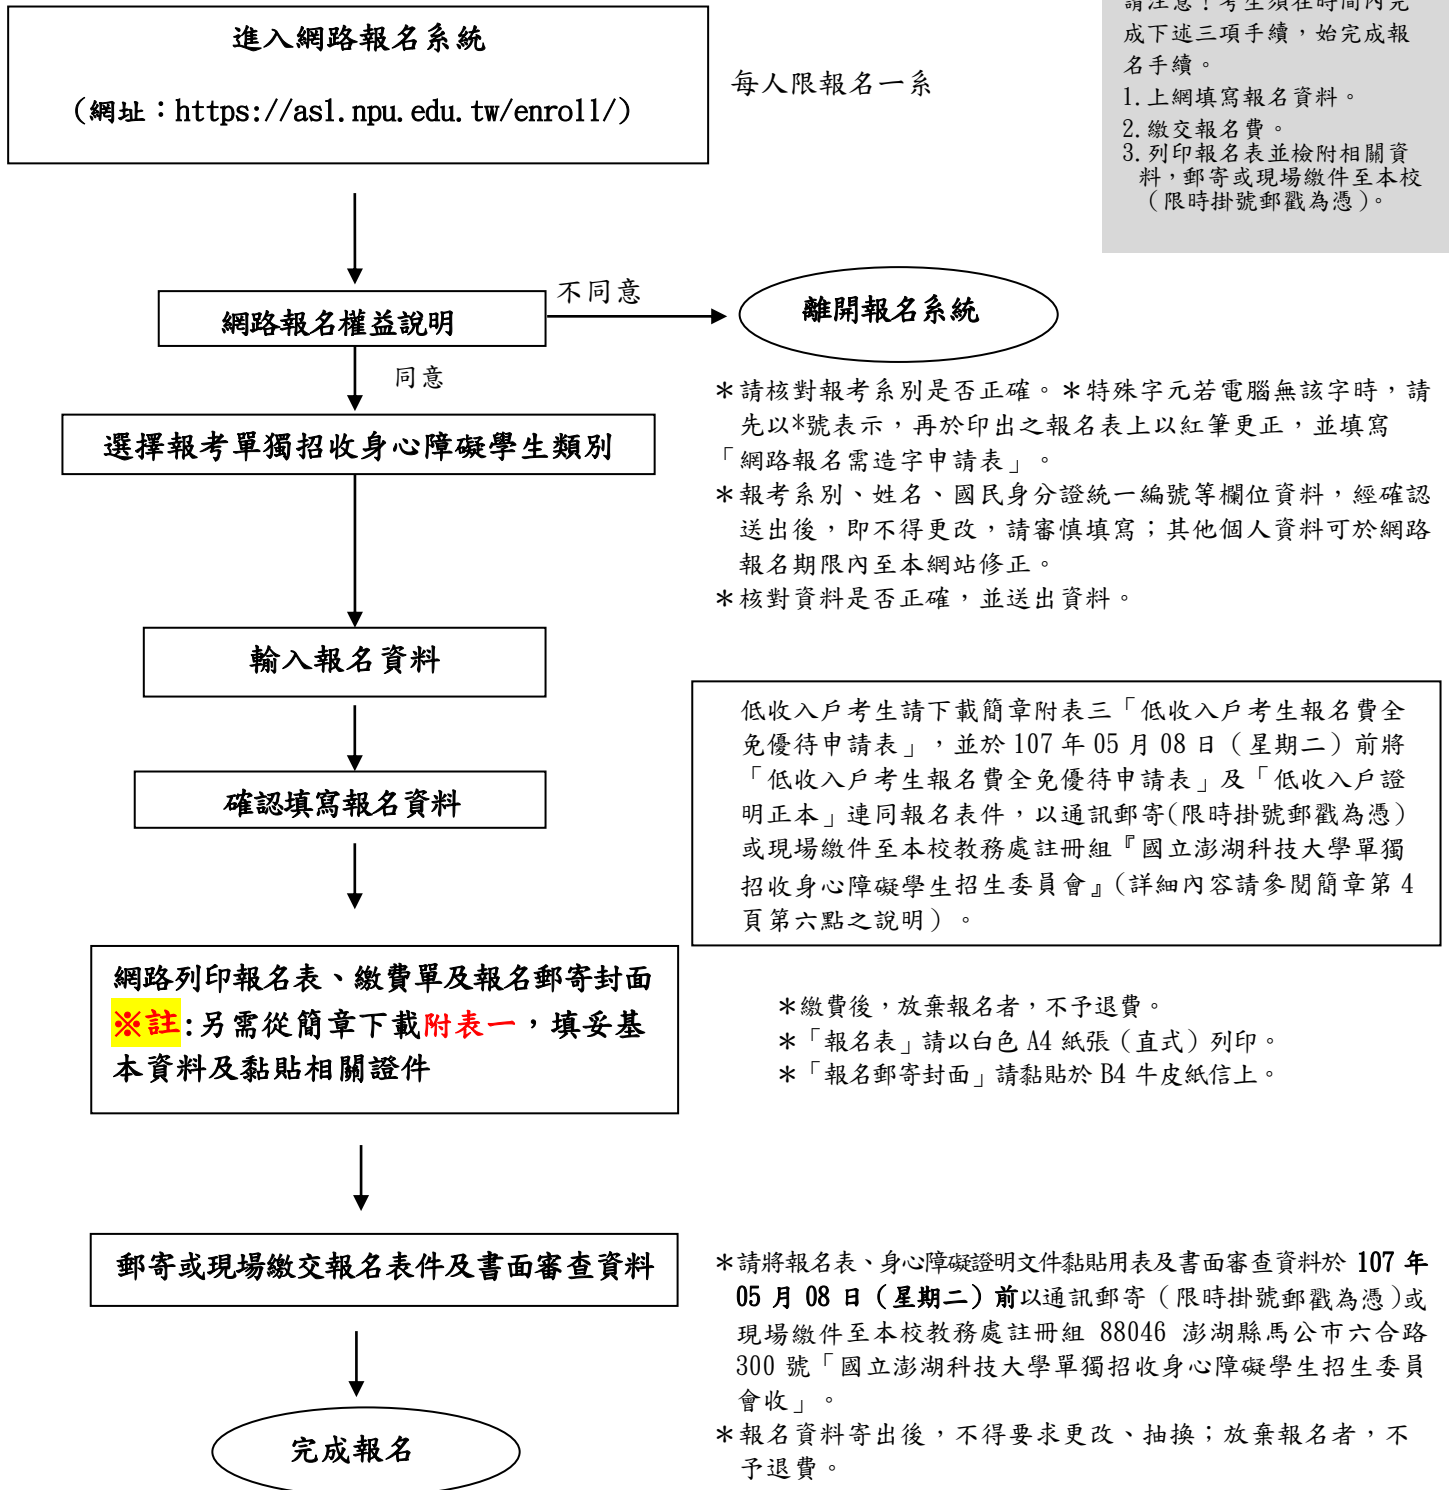 進入網路報名系統
(網址：https://as1.npu.edu.tw/enroll/)
每人限報名一系
請注意！考生須在時間內完
成下述三項手續，始完成報
名手續。
1.上網填寫報名資料。
2.繳交報名費。
3.列印報名表並檢附相關資
料，郵寄或現場繳件至本校
（限時掛號郵戳為憑）。
網路報名權益說明
不同意
離開報名系統
同意
選擇報考單獨招收身心障礙學生類別
＊請核對報考系別是否正確。＊特殊字元若電腦無該字時，請
先以*號表示，再於印出之報名表上以紅筆更正，並填寫
「網路報名需造字申請表」。
＊報考系別、姓名、國民身分證統一編號等欄位資料，經確認
送出後，即不得更改，請審慎填寫；其他個人資料可於網路
報名期限內至本網站修正。
＊核對資料是否正確，並送出資料。
輸入報名資料
確認填寫報名資料
低收入戶考生請下載簡章附表三「低收入戶考生報名費全
免優待申請表」，並於 107 年 05 月 08 日（星期二）前將
「低收入戶考生報名費全免優待申請表」及「低收入戶證
明正本」連同報名表件，以通訊郵寄(限時掛號郵戳為憑)
或現場繳件至本校教務處註冊組『國立澎湖科技大學單獨
招收身心障礙學生招生委員會』(詳細內容請參閱簡章第 4
頁第六點之說明）。
網路列印報名表、繳費單及報名郵寄封面
※註:另需從簡章下載附表一，填妥基
本資料及黏貼相關證件
＊繳費後，放棄報名者，不予退費。
＊「報名表」請以白色 A4 紙張（直式）列印。
＊「報名郵寄封面」請黏貼於 B4 牛皮紙信上。
郵寄或現場繳交報名表件及書面審查資料
＊請將報名表、身心障礙證明文件黏貼用表及書面審查資料於 107 年
05 月 08 日（星期二）前以通訊郵寄（限時掛號郵戳為憑)或
現場繳件至本校教務處註冊組 88046 澎湖縣馬公市六合路
300 號「國立澎湖科技大學單獨招收身心障礙學生招生委員
會收」。
＊報名資料寄出後，不得要求更改、抽換；放棄報名者，不
予退費。
完成報名